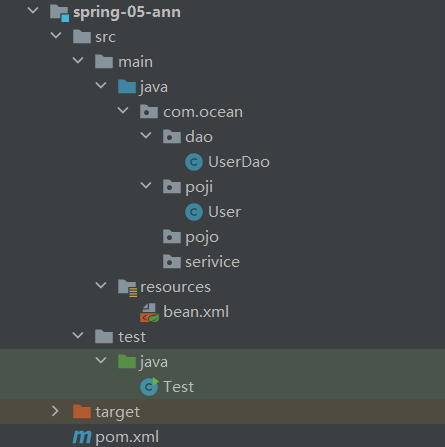 spring-05-ann
src
main
java
com.ocean
dao
UserDao
poji
User
pojo
serivice
resources
bean.xml
test
java
Test
target
pom.xml